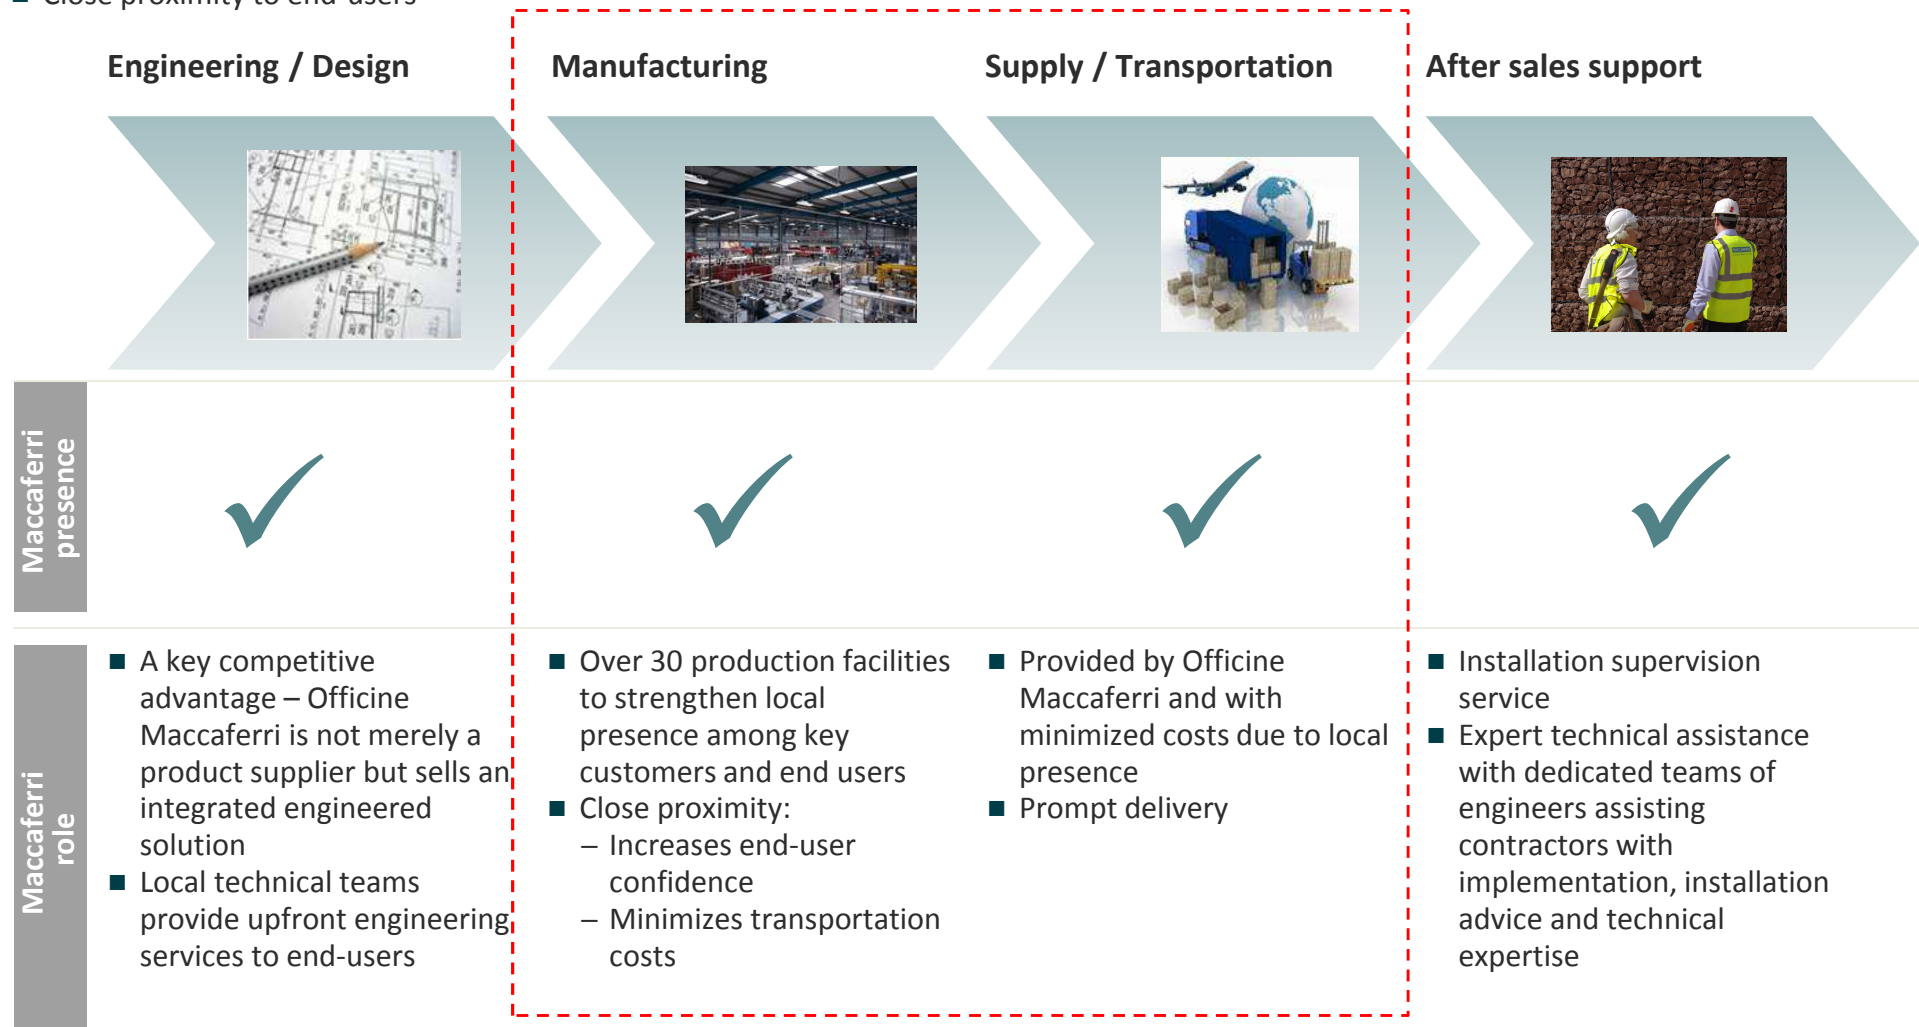 ■ Close proximity to end-users
Engineering / Design
Manufacturing
Supply / Transportation
After sales support
Maccaferri
presence
Maccaferri
role
■ A key competitive
advantage – Officine
Maccaferri is not merely a
product supplier but sells an
integrated engineered
solution
■ Local technical teams
provide upfront engineering
services to end-users
■ Over 30 production facilities
to strengthen local
presence among key
customers and end users
■ Close proximity:
– Increases end-user
confidence
– Minimizes transportation
costs
■ Provided by Officine
Maccaferri and with
minimized costs due to local
presence
■ Prompt delivery
■ Installation supervision
service
■ Expert technical assistance
with dedicated teams of
engineers assisting
contractors with
implementation, installation
advice and technical
expertise